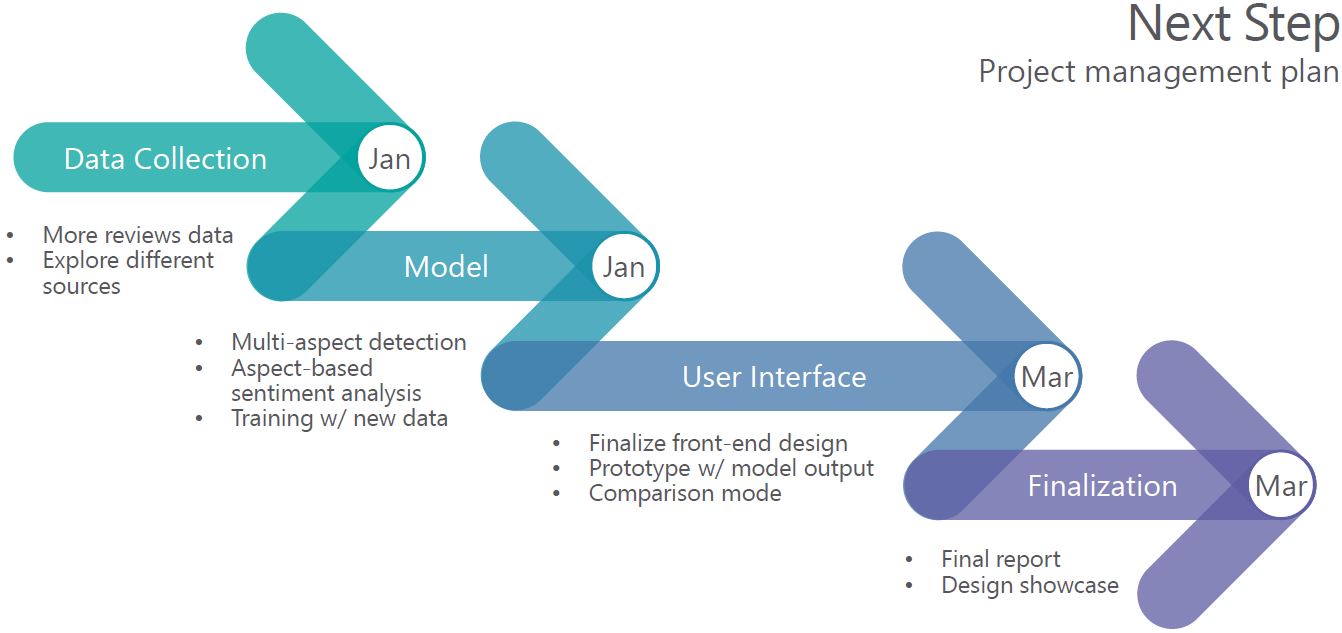 Next Step
Project management plan
Data Collection
Jan
• More reviews data
• Explore different
sources
Model
Jan
• Multi-aspect detection
• Aspect-based
sentiment analysis
• Training w/ new data
User Interface
Mar
• Finalize front-end design
• Prototype w/ model output
• Comparison mode
Finalization
Mar
• Final report
• Design showcase